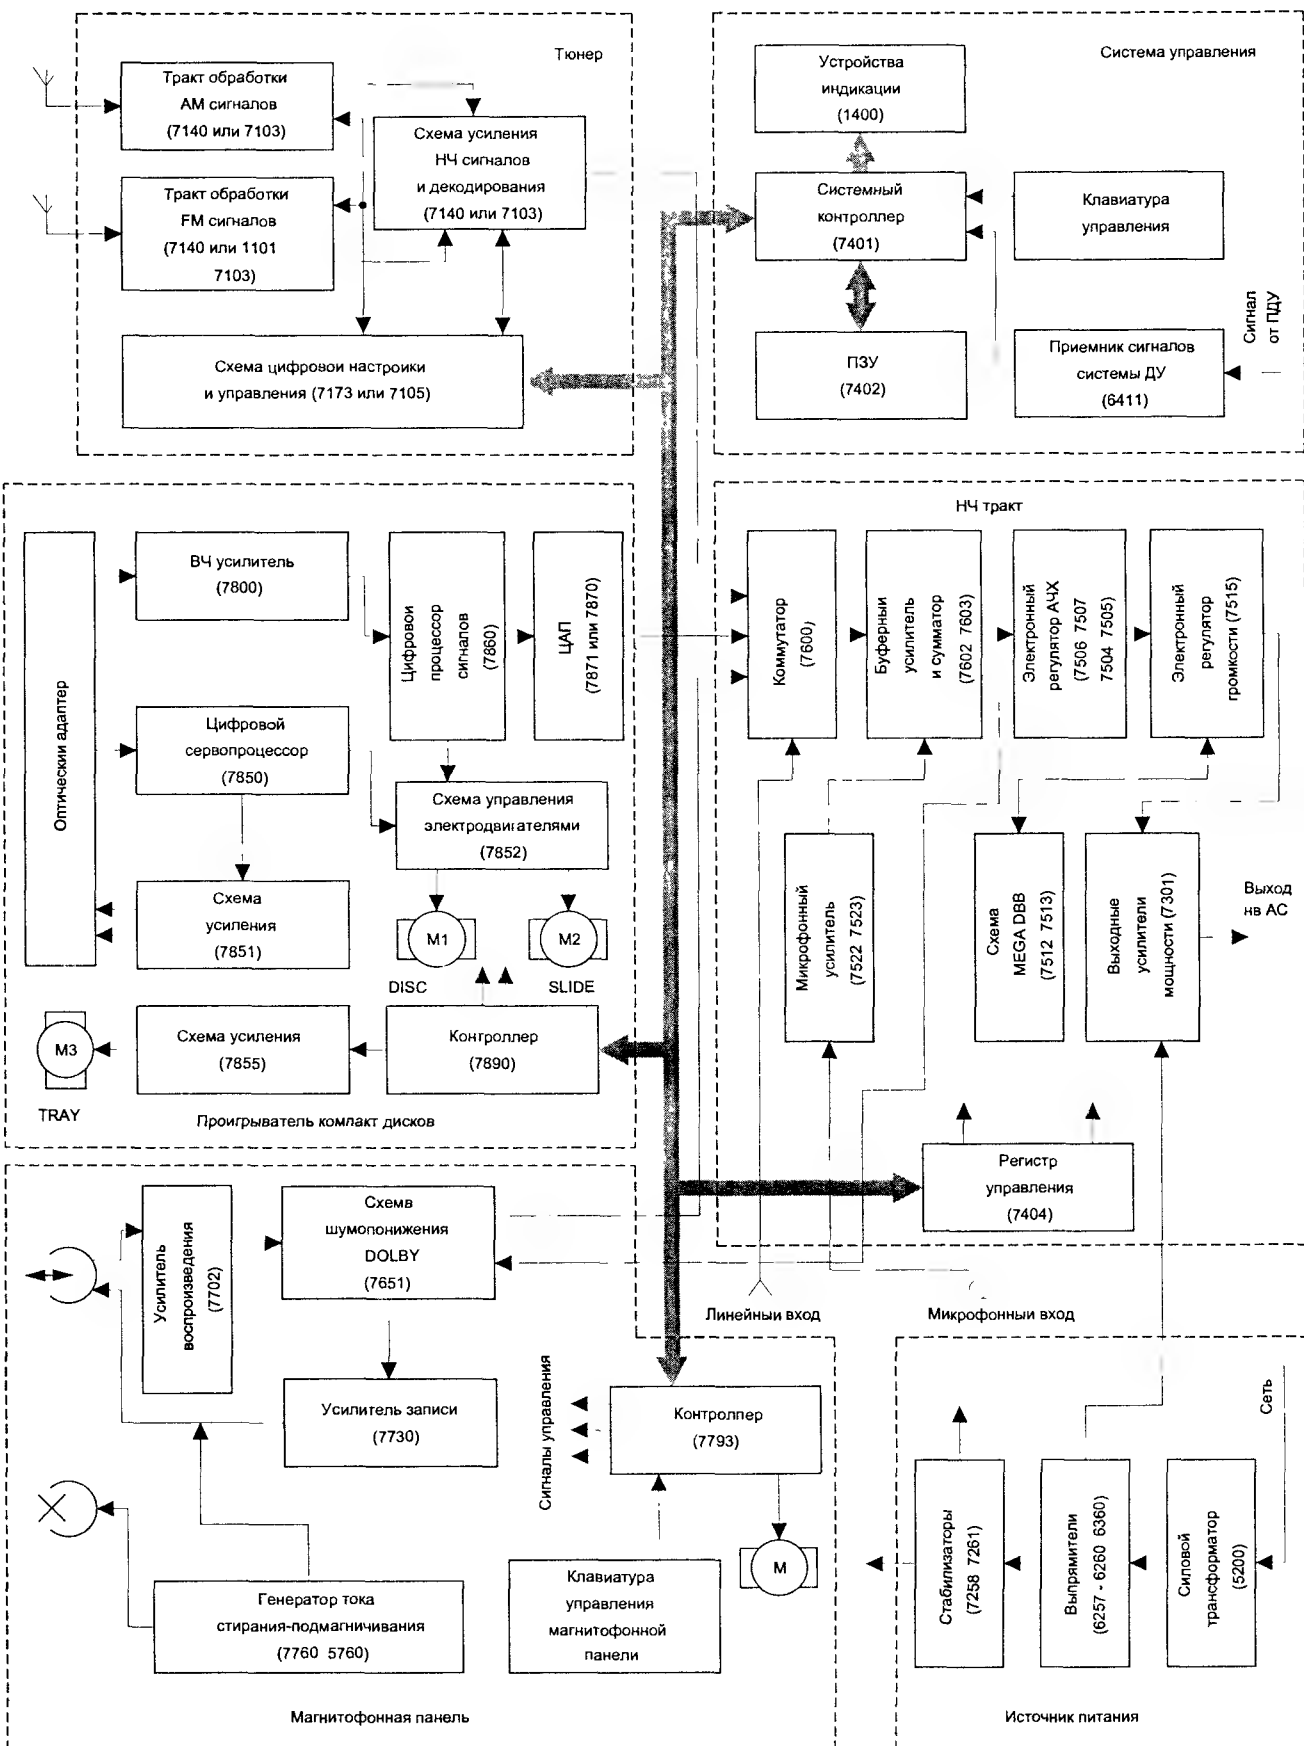 Тюнер
Тракт обработки
АМ сигналов
(7140 или 7103)
Схема усиления
НЧ сигналов
и декодирования
(7140 или 7103)
Тракт обработки
FM сигналов
(7140 или 1101
7103)
Схема цифровои настроки
и управления (7173 или 7105)
Система управления
Устройства
индикации
(1400)
Системный
контроллер
(7401)
Клавиатура
управления
ПЗУ
(7402)
Приемник сигналов
системы ДУ
(6411)
Сигнал
от ПДУ
Оптически адаптер
ВЧ усилитель
(7800)
Цифровои
процессор
сигналов
(7860)
ЦАП
(7871 или 7870)
Цифровой
сервопроцессор
(7850)
Схема управления
электродвигателями
(7852)
Схема
усиления
(7851)
M1
M2
DISC
SLIDE
M3
TRAY
Схема усиления
(7855)
Контроллер
(7890)
Проигрыватель компакт дисков
НЧ тракт
Коммутатор
(7600)
Буферныи
усилитель
и сумматор
(7602 7603)
Электронный
регулятор АЧХ
(7506 7507
7504 7505)
Электронный
регулятор
громкости (7515)
Микрофонный
усилитель
(7522 7523)
Схема
MEGA DBB
(7512 7513)
Выходные
усилители
мощности (7301)
Выход
нв АС
Регистр
управления
(7404)
Линейныи вход
Микрофонныи вход
Усилитель
воспроизведения
(7702)
Схемв
шумопонижения
DOLBY
(7651)
Усилитель записи
(7730)
Сигналы управления
Контролпер
(7793)
M
Генератор тока
стирания-подмагничивания
(7760 5760)
Клавиатура
управления
магнитофонной
панели
Магнитофонная панель
Сеть
Стабилизаторы
(7258 7261)
Выпрямители
(6257 - 6260 6360)
Силовой
трансформатор
(5200)
Источник питания